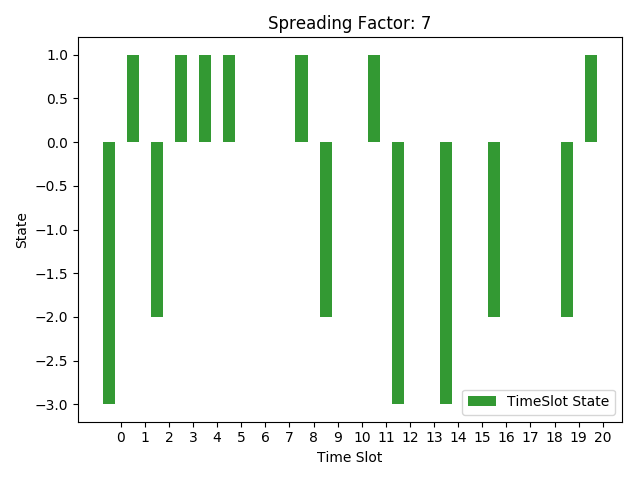 Spreading Factor: 7
State
1.0
0.5
0.0
−0.5
−1.0
−1.5
−2.0
−2.5
−3.0
0 1 2 3 4 5 6 7 8 9 10 11 12 13 14 15 16 17 18 19 20
Time Slot
TimeSlot State